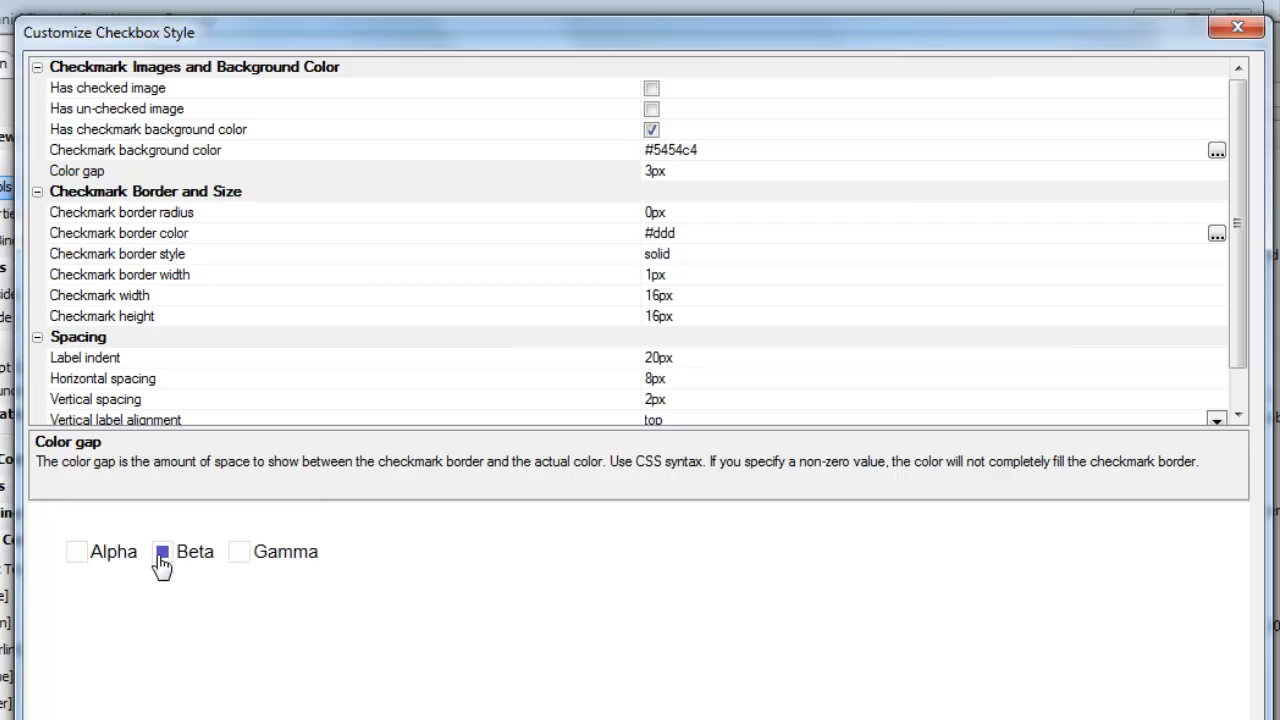 Customize Checkbox Style
Checkmark Images and Background Color
Has checked image
Has un-checked image
Has checkmark background color
Checkmark background color #5454c4 ...
Color gap 3px
Checkmark Border and Size
Checkmark border radius 0px
Checkmark border color #ddd ...
Checkmark border style solid
Checkmark border width 1px
Checkmark width 16px
Checkmark height 16px
Spacing
Label indent 20px
Horizontal spacing 8px
Vertical spacing 2px
Vertical label alignment top
Color gap
The color gap is the amount of space to show between the checkmark border and the actual color. Use CSS syntax. If you specify a non-zero value, the color will not completely fill the checkmark border.
Alpha Beta Gamma